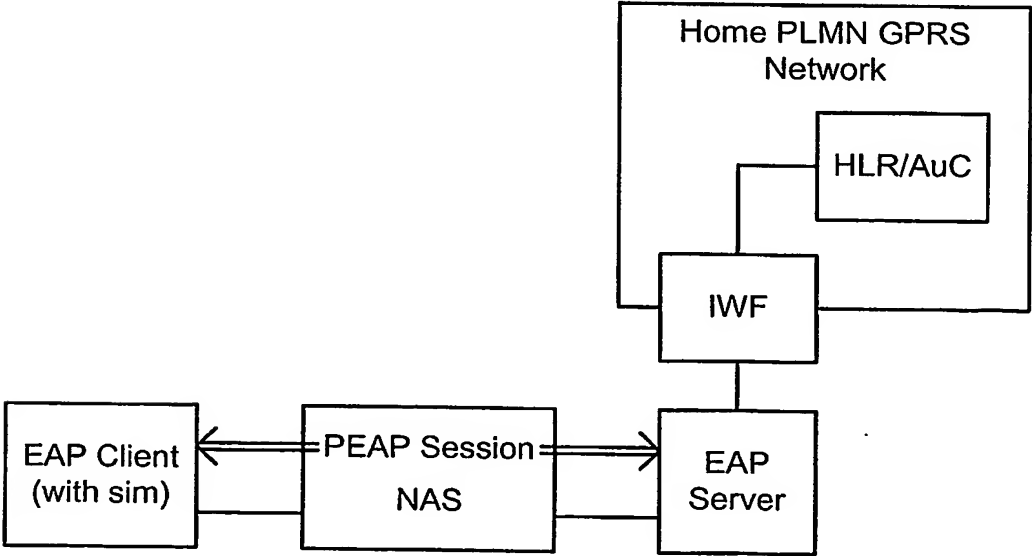 Home PLMN GPRS
Network
HLR/AuC
IWF
EAP Client
(with sim)
PEAP Session
NAS
EAP
Server